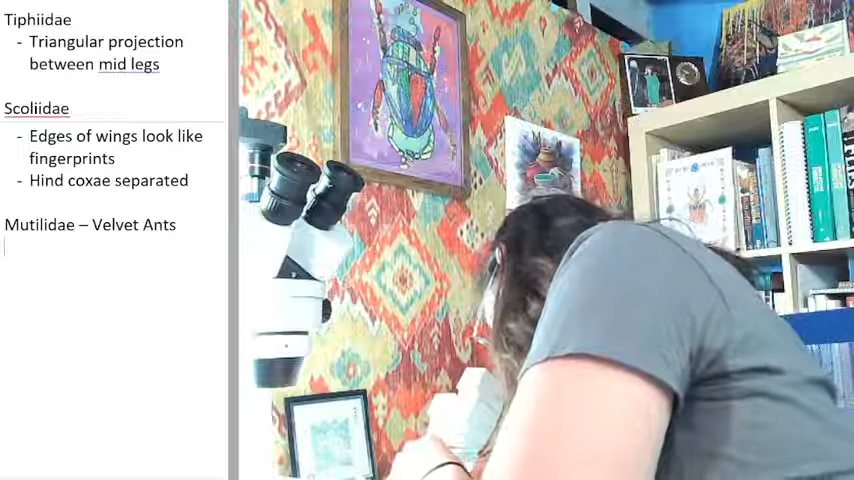 Tiphiidae
- Triangular projection
between mid legs
Scoliidae
- Edges of wings look like
fingerprints
- Hind coxae separated
Mutilidae – Velvet Ants